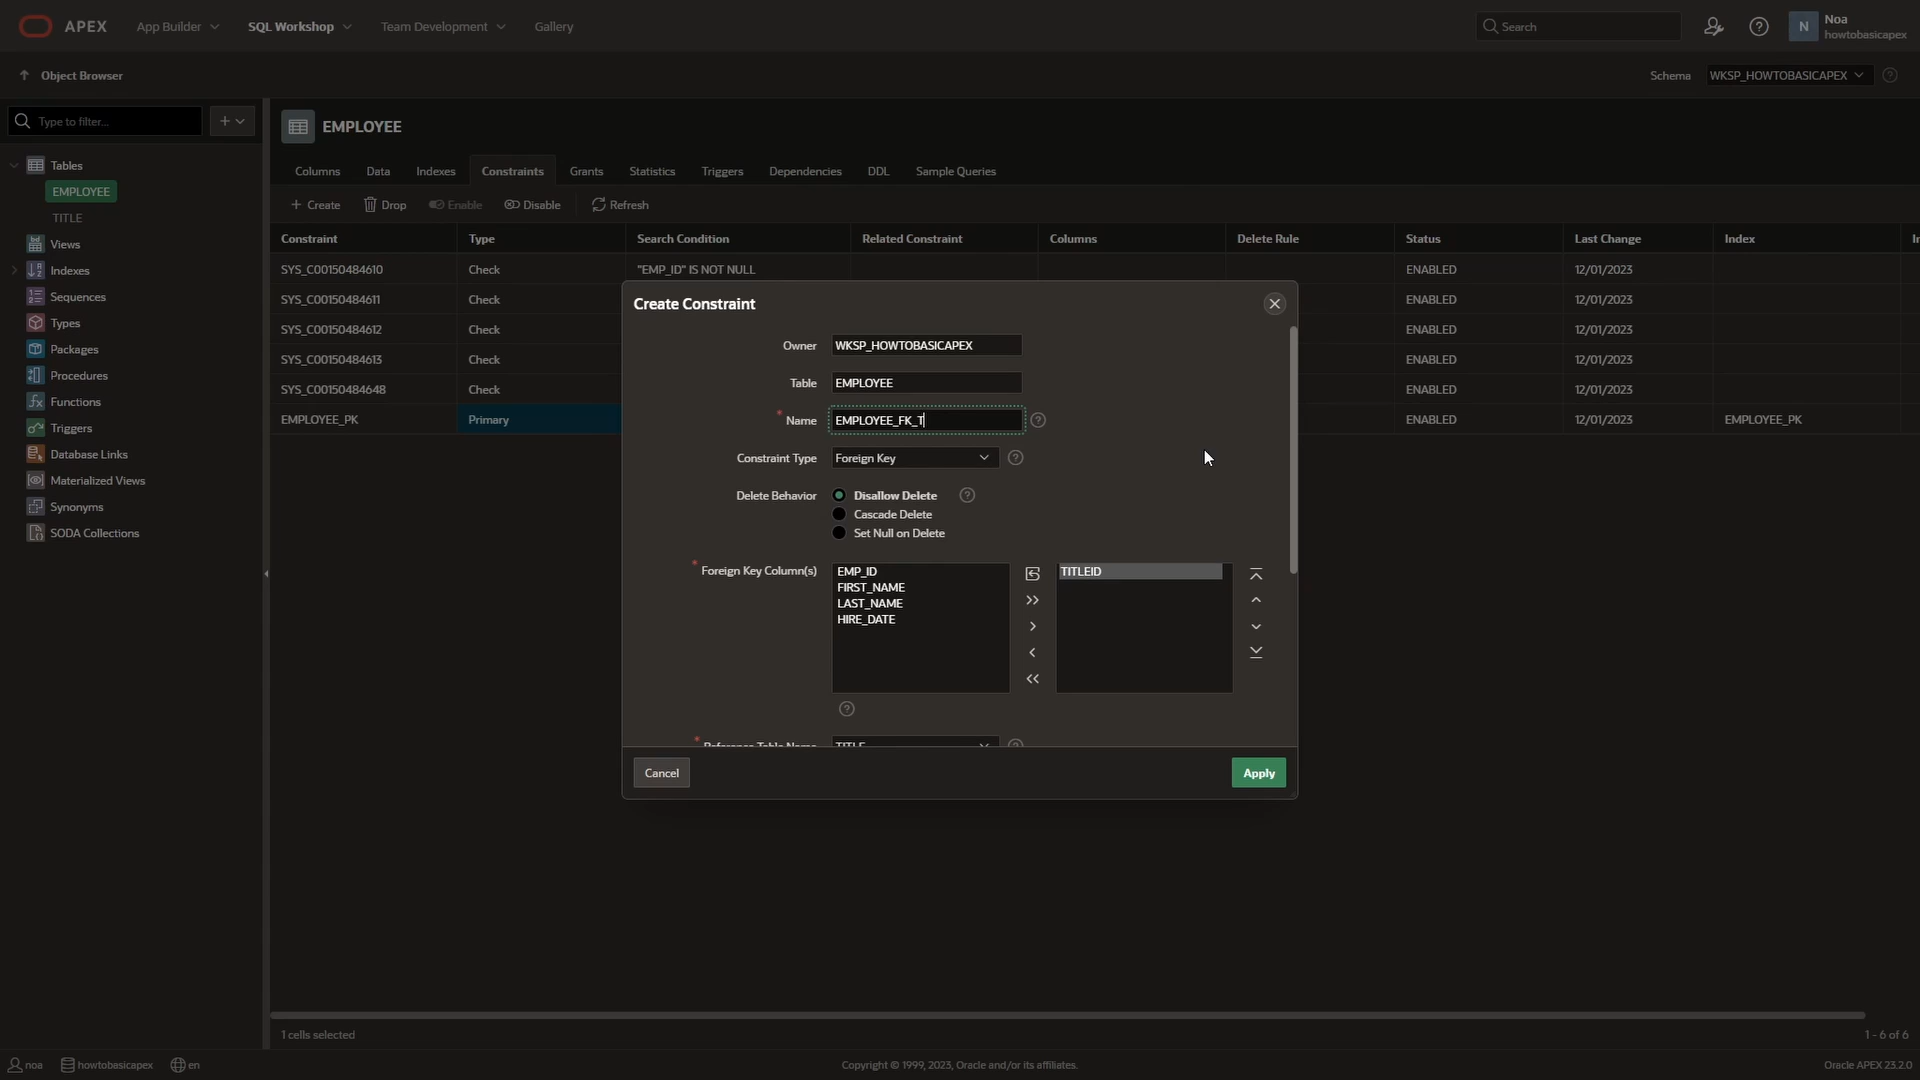 APEX App Builder SQL Workshop Team Development Gallery Search N Noa
howtobasicapex
Object Browser Schema WKSP_HOWTOBASICAPEX
Type to filter...
EMPLOYEE
Tables
EMPLOYEE
TITLE
Views
Indexes
Sequences
Types
Packages
Procedures
Functions
Triggers
Database Links
Materialized Views
Synonyms
SODA Collections
Columns Data Indexes Constraints Grants Statistics Triggers Dependencies DDL Sample Queries
Create Drop Enable Disable Refresh
Constraint Type Search Condition Related Constraint Columns Delete Rule Status Last Change Index
SYS_C00150484610 Check "EMP_ID" IS NOT NULL ENABLED 12/01/2023
SYS_C00150484611 Check ENABLED 12/01/2023
SYS_C00150484612 Check ENABLED 12/01/2023
SYS_C00150484613 Check ENABLED 12/01/2023
SYS_C00150484648 Check ENABLED 12/01/2023
EMPLOYEE_PK Primary ENABLED 12/01/2023 EMPLOYEE_PK
Create Constraint
Owner WKSP_HOWTOBASICAPEX
Table EMPLOYEE
* Name EMPLOYEE_FK_T
Constraint Type Foreign Key
Delete Behavior Disallow Delete
Cascade Delete
Set Null on Delete
* Foreign Key Column(s) EMP_ID TITLEID
FIRST_NAME
LAST_NAME
HIRE_DATE
* Reference Table Name TITLE
Cancel Apply
1 cells selected 1 - 6 of 6
noa howtobasicapex en Copyright © 1999, 2023, Oracle and/or its affiliates. Oracle APEX 23.2.0